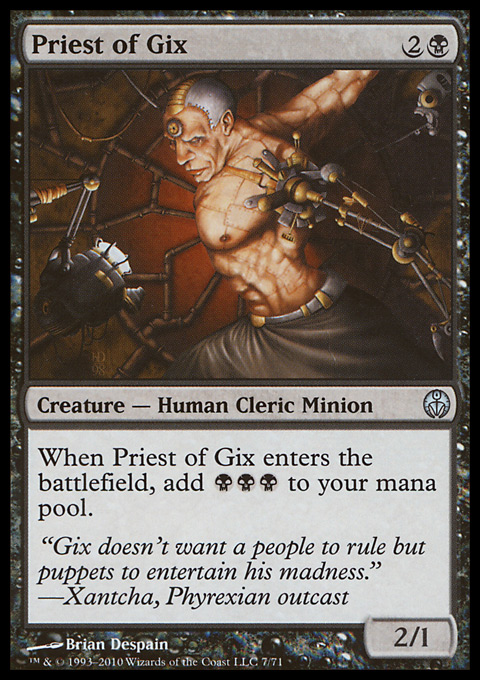 Priest of Gix 2
Creature — Human Cleric Minion
When Priest of Gix enters the
battlefield, add to your mana
pool.
“Gix doesn’t want a people to rule but
puppets to entertain his madness.”
—Xantcha, Phyrexian outcast
Brian Despain
™ & © 1993–2010 Wizards of the Coast LLC 7/71
2/1